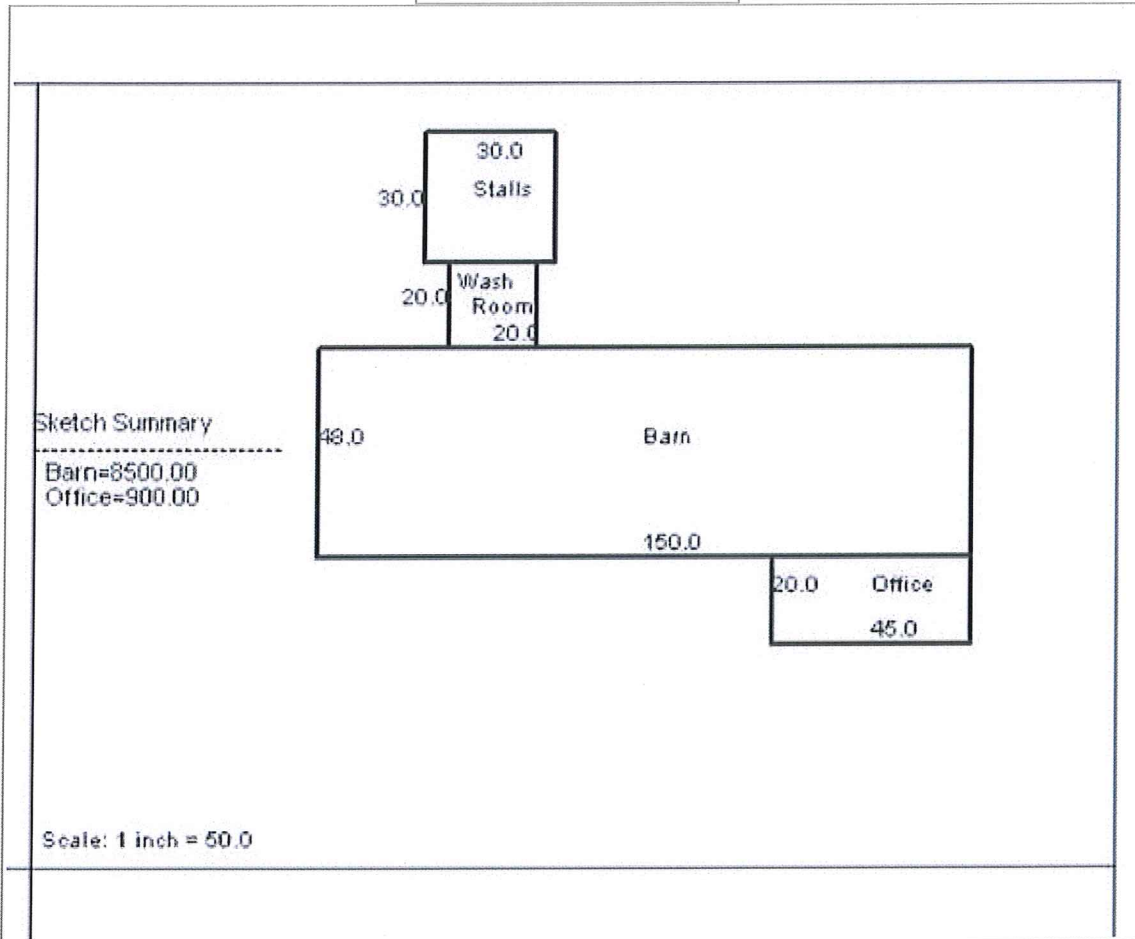 30.0
30.0
Stalls
Wash
20.0
Room
20.0
Sketch Summary
48.0
Barn
Barn=8500.00
Office=900.00
150.0
20.0
Office
45.0
Scale: 1 inch = 50.0